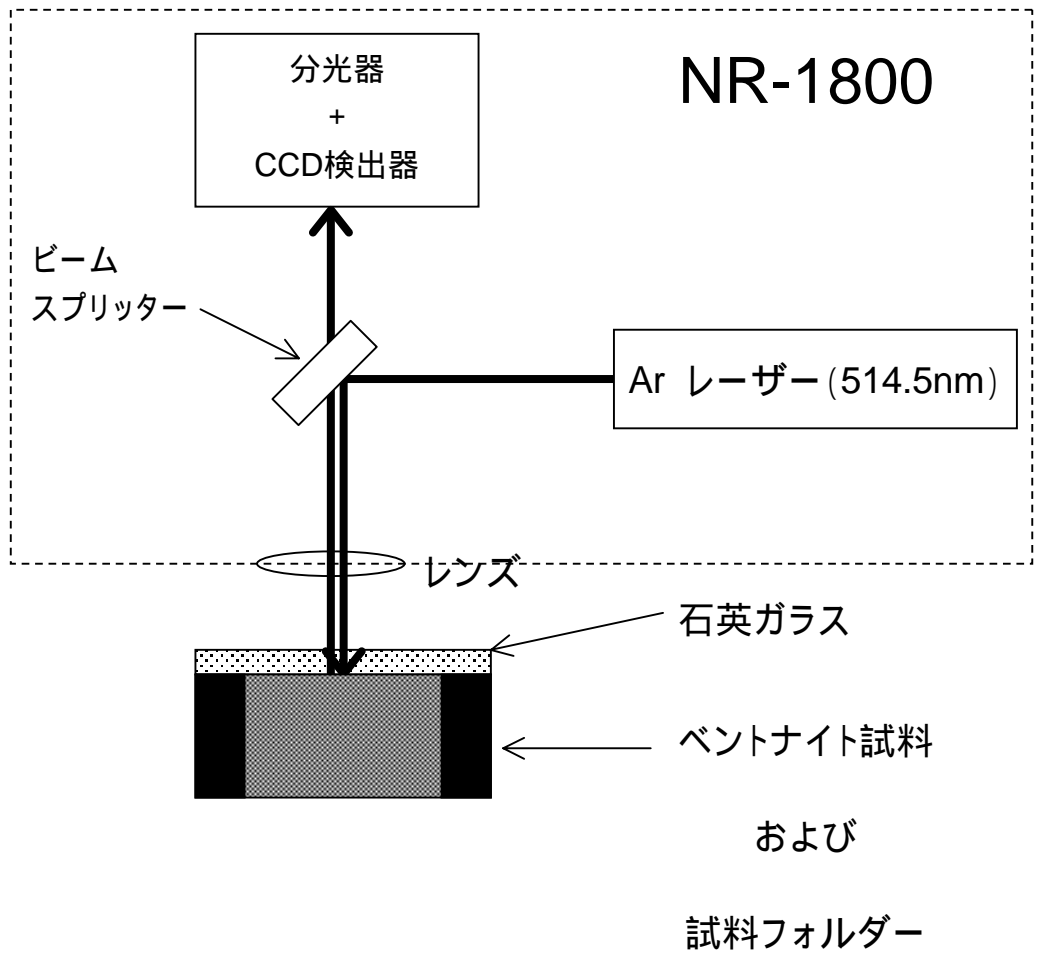 分光器
+
CCD検出器
NR-1800
ビーム
スプリッター
Ar レーザー(514.5nm)
レンズ
石英ガラス
ベントナイト試料
および
試料フォルダー